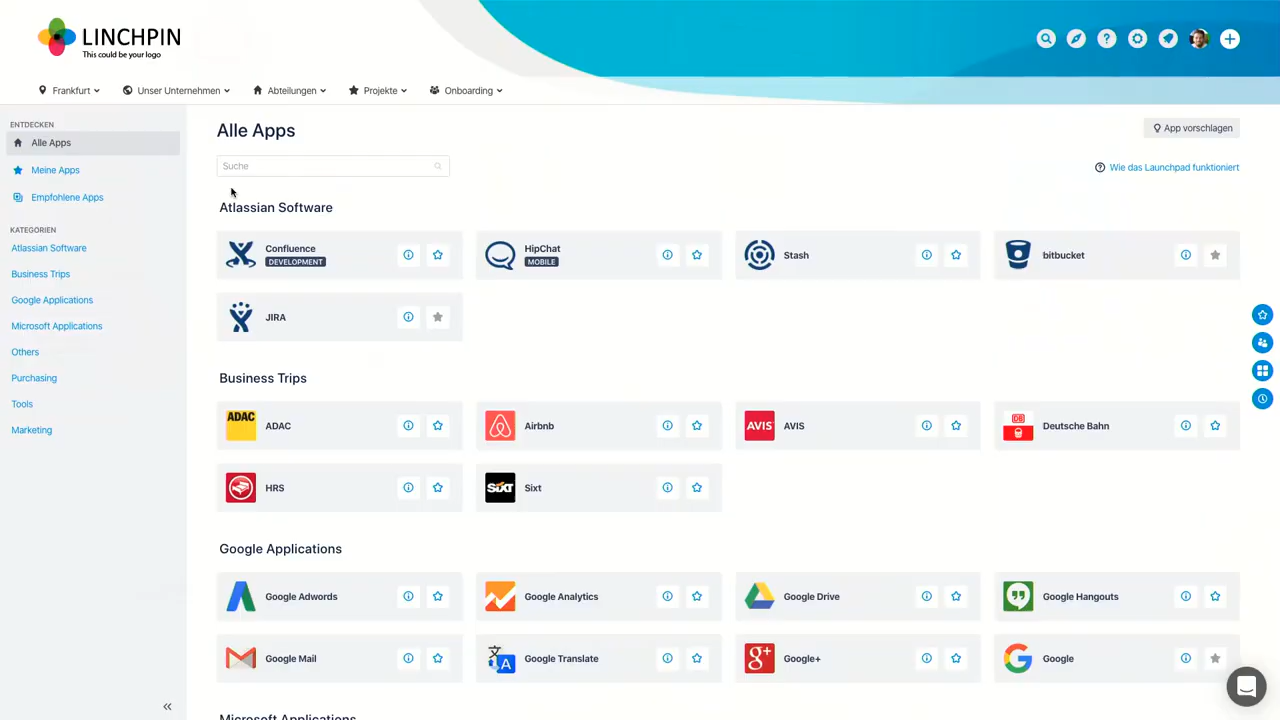 LINCHPIN
This could be your logo
Frankfurt
Unser Unternehmen
Abteilungen
Projekte
Onboarding
ENTDECKEN
Alle Apps
Meine Apps
Empfohlene Apps
KATEGORIEN
Atlassian Software
Business Trips
Google Applications
Microsoft Applications
Others
Purchasing
Tools
Marketing
Alle Apps
App vorschlagen
Suche
Wie das Launchpad funktioniert
Atlassian Software
Confluence
DEVELOPMENT
HipChat
MOBILE
Stash
bitbucket
JIRA
Business Trips
ADAC
ADAC
Airbnb
AVIS
AVIS
DB
Deutsche Bahn
HRS
SIXT
Sixt
Google Applications
Google Adwords
Google Analytics
Google Drive
Google Hangouts
Google Mail
Google Translate
Google+
Google
Microsoft Applications